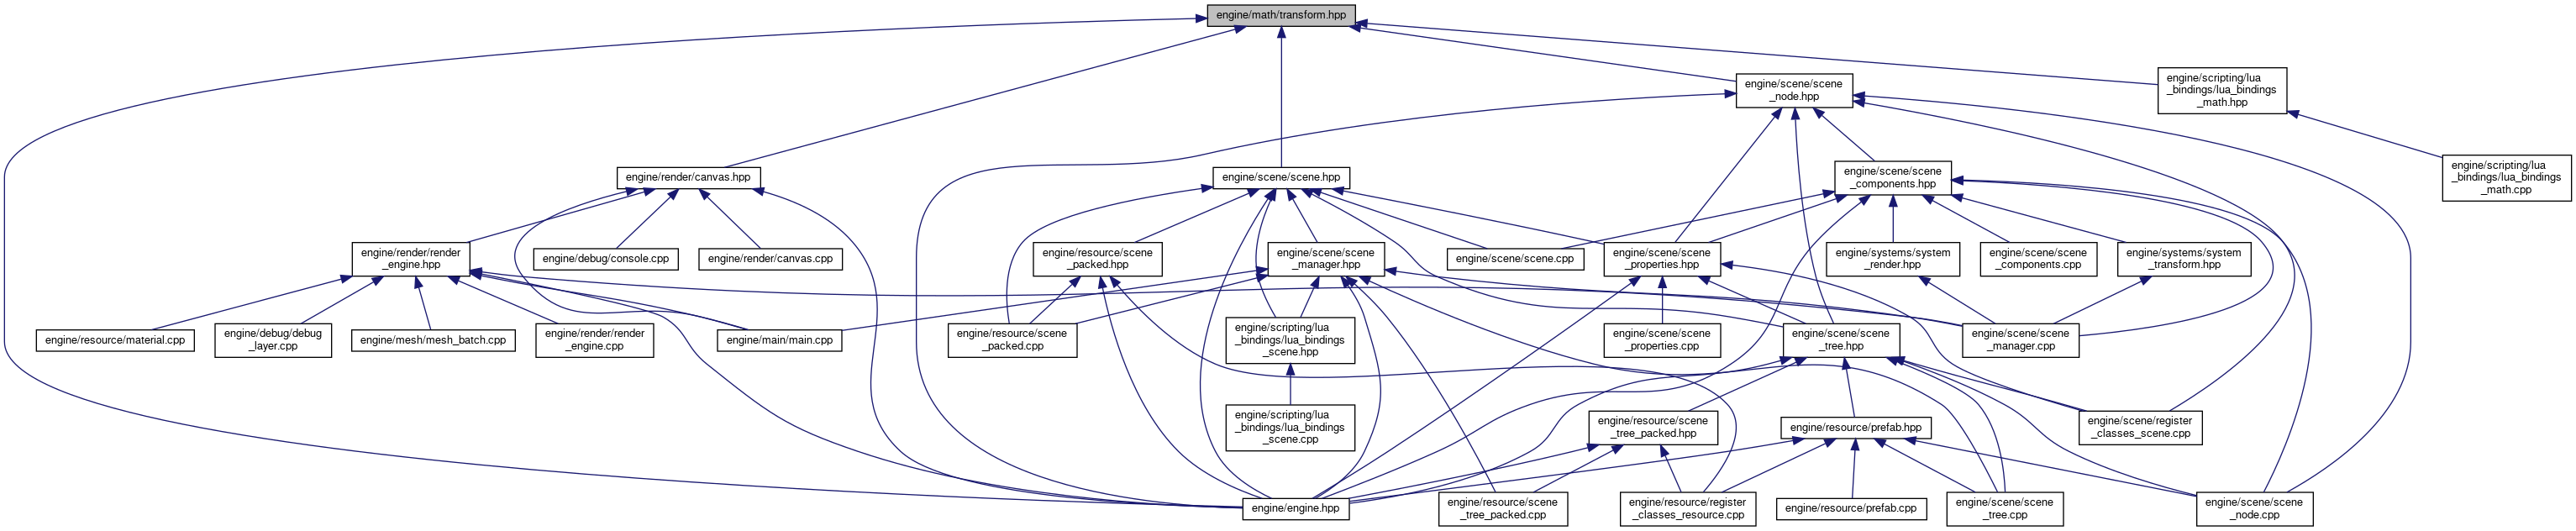 engine/math/transform.hpp
engine/scene/scene
_node.hpp
engine/scripting/lua
_bindings/lua_bindings
_math.hpp
engine/render/canvas.hpp
engine/scene/scene.hpp
engine/scene/scene
_components.hpp
engine/scripting/lua
_bindings/lua_bindings
_math.cpp
engine/render/render
_engine.hpp
engine/debug/console.cpp
engine/render/canvas.cpp
engine/resource/scene
_packed.hpp
engine/scene/scene
_manager.hpp
engine/scene/scene.cpp
engine/scene/scene
_properties.hpp
engine/systems/system
_render.hpp
engine/scene/scene
_components.cpp
engine/systems/system
_transform.hpp
engine/resource/material.cpp
engine/debug/debug
_layer.cpp
engine/mesh/mesh_batch.cpp
engine/render/render
_engine.cpp
engine/main/main.cpp
engine/resource/scene
_packed.cpp
engine/scripting/lua
_bindings/lua_bindings
_scene.hpp
engine/scene/scene
_properties.cpp
engine/scene/scene
_tree.hpp
engine/scene/scene
_manager.cpp
engine/scripting/lua
_bindings/lua_bindings
_scene.cpp
engine/resource/scene
_tree_packed.hpp
engine/resource/prefab.hpp
engine/scene/register
_classes_scene.cpp
engine/engine.hpp
engine/resource/scene
_tree_packed.cpp
engine/resource/register
_classes_resource.cpp
engine/resource/prefab.cpp
engine/scene/scene
_tree.cpp
engine/scene/scene
_node.cpp